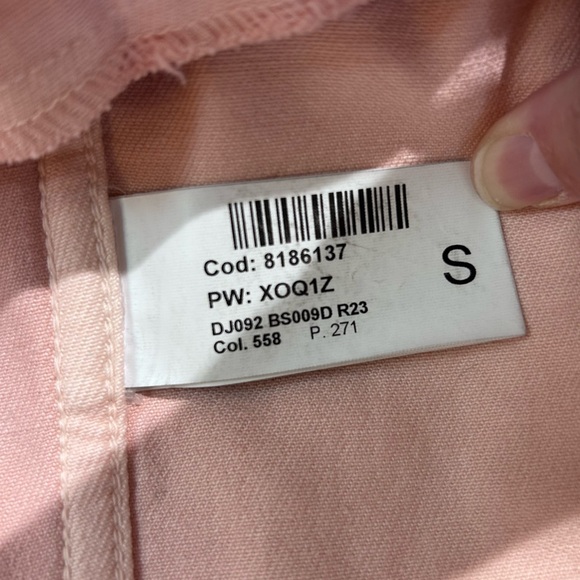 Cod: 8186137
PW: XOQ1Z
S
DJ092 BS009D R23
Col. 558 P. 271